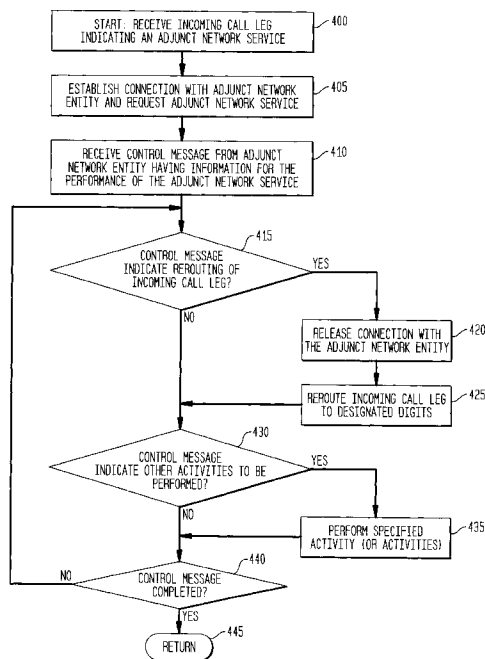 START: RECEIVE INCOMING CALL LEG
INDICATING AN ADJUNCT NETWORK SERVICE
400
ESTABLISH CONNECTION WITH ADJUNCT NETWORK
ENTITY AND REQUEST ADJUNCT NETWORK SERVICE
405
RECEIVE CONTROL MESSAGE FROM ADJUNCT
NETWORK ENTITY HAVING INFORMATION FOR THE
PERFORMANCE OF THE ADJUNCT NETWORK SERVICE
410
415
CONTROL MESSAGE
INDICATE REROUTING OF
INCOMING CALL LEG?
YES
NO
RELEASE CONNECTION WITH
THE ADJUNCT NETWORK ENTITY
420
REROUTE INCOMING CALL LEG
TO DESIGNATED DIGITS
425
430
CONTROL MESSAGE
INDICATE OTHER ACTIVITIES TO BE
PERFORMED?
YES
NO
PERFORM SPECIFIED
ACTIVITY (OR ACTIVITIES)
435
440
NO
CONTROL MESSAGE
COMPLETED?
YES
RETURN
445